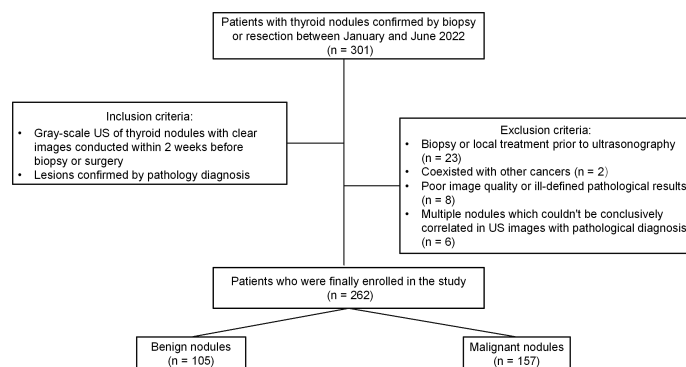 Patients with thyroid nodules confirmed by biopsy
or resection between January and June 2022
(n = 301)
Inclusion criteria:
• Gray-scale US of thyroid nodules with clear
images conducted within 2 weeks before
biopsy or surgery
• Lesions confirmed by pathology diagnosis
Exclusion criteria:
• Biopsy or local treatment prior to ultrasonography
(n = 23)
• Coexisted with other cancers (n = 2)
• Poor image quality or ill-defined pathological results
(n = 8)
• Multiple nodules which couldn't be conclusively
correlated in US images with pathological diagnosis
(n = 6)
Patients who were finally enrolled in the study
(n = 262)
Benign nodules
(n = 105)
Malignant nodules
(n = 157)